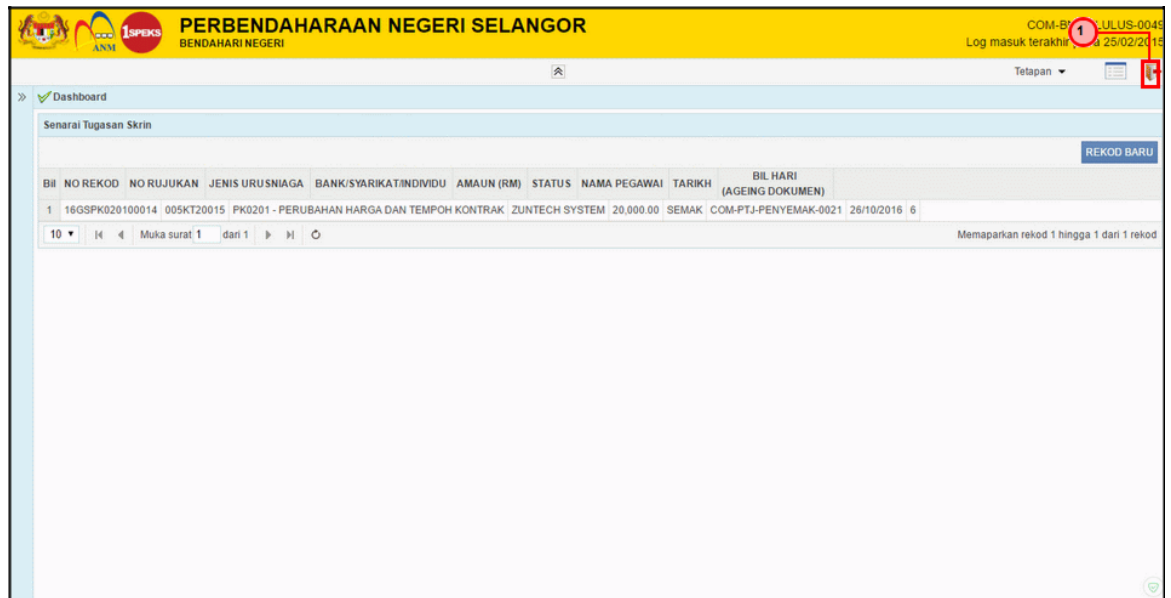 ANM
1SPEKS
PERBENDAHARAAN NEGERI SELANGOR
BENDAHARI NEGERI
1
Log masuk terakhir 25/02/2015
Tetapan
Dashboard
Senarai Tugasan Skrin
REKOD BARU
Bil NO REKOD NO RUJUKAN JENIS URUSNIAGA BANK/SYARIKAT/INDIVIDU AMAUN (RM) STATUS NAMA PEGAWAI TARIKH BIL HARI
(AGEING DOKUMEN)
1 16GSPK020100014 005KT20015 PK0201 - PERUBAHAN HARGA DAN TEMPOH KONTRAK ZUNTECH SYSTEM 20,000.00 SEMAK COM-PTJ-PENYEMAK-0021 26/10/2016 6
10 Muka surat 1 dari 1 Memaparkan rekod 1 hingga 1 dari 1 rekod